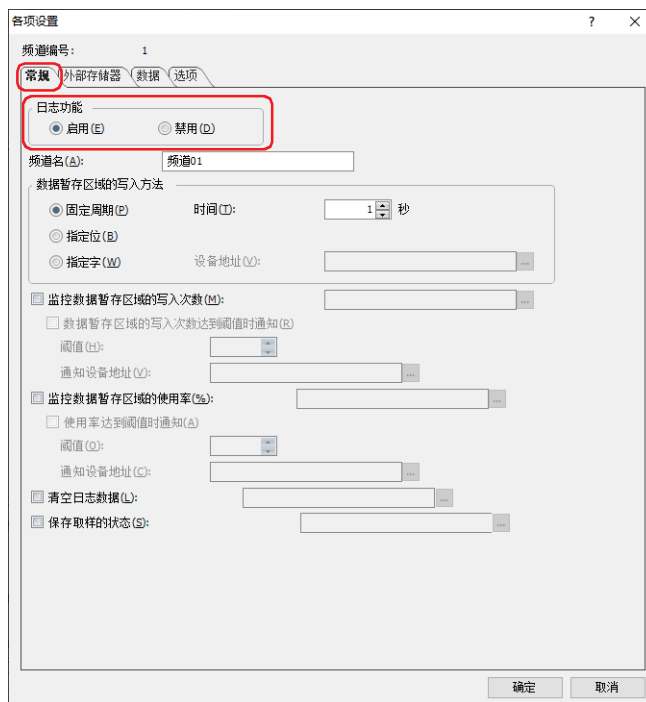 各项设置 ? ×
频道编号: 1
常规 外部存储器 数据 选项
日志功能
启用(E) 禁用(D)
频道名(A): 频道01
数据暂存区域的写入方法
固定周期(P) 时间(T): 1 秒
指定位(B)
指定字(W) 设备地址(V): ...
监控数据暂存区域的写入次数(M): ...
数据暂存区域的写入次数达到阈值时通知(R)
阈值(H):
通知设备地址(V): ...
监控数据暂存区域的使用率(%): ...
使用率达到阈值时通知(A)
阈值(O):
通知设备地址(C): ...
清空日志数据(L): ...
保存取样的状态(S): ...
确定 取消